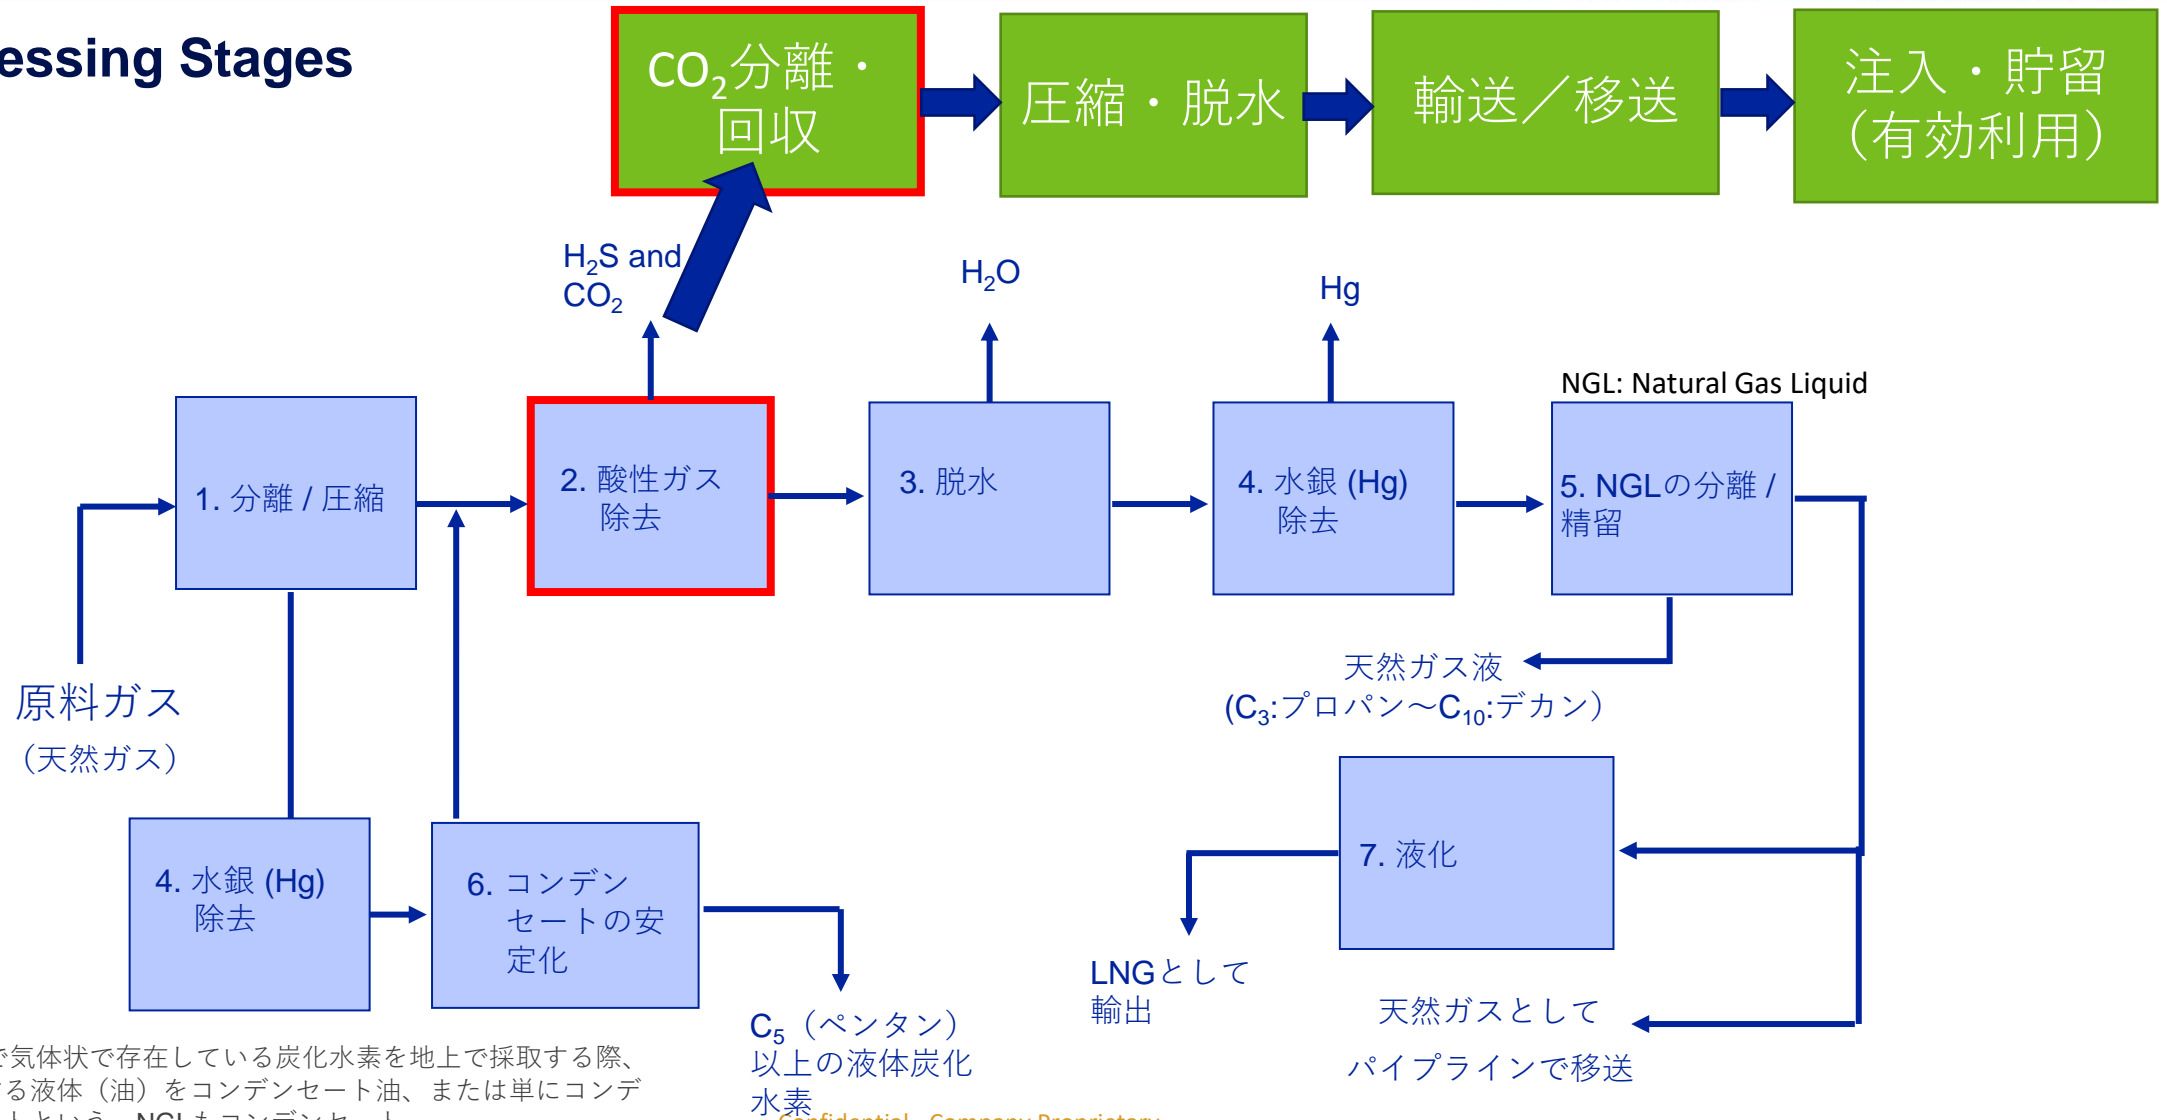 essing Stages
CO₂分離・
回収
圧縮・脱水
輸送／移送
注入・貯留
（有効利用）
H₂S and
CO₂
H₂O
Hg
NGL: Natural Gas Liquid
1. 分離 / 圧縮
2. 酸性ガス
除去
3. 脱水
4. 水銀 (Hg)
除去
5. NGLの分離 /
精留
原料ガス
（天然ガス）
天然ガス液
(C₃:プロパン～C₁₀:デカン）
4. 水銀 (Hg)
除去
6. コンデン
セートの安
定化
7. 液化
LNGとして
輸出
天然ガスとして
パイプラインで移送
C₅（ペンタン）
以上の液体炭化
水素
で気体状で存在している炭化水素を地上で採取する際、
る液体（油）をコンデンセート油、または単にコンデ
Confidential - Company Proprietary